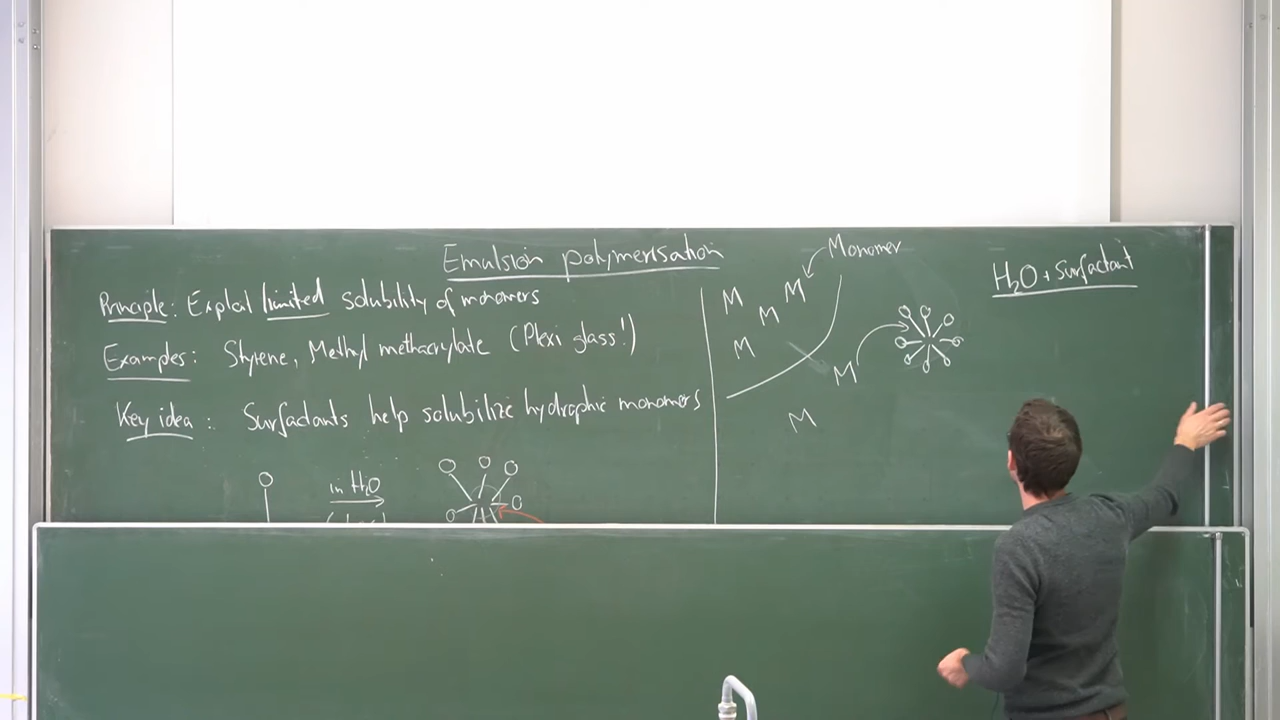 Emulsion polymerisation
Principle: Exploit limited solubility of monomers
Examples: Styrene, Methyl methacrylate (Plexi glass!)
Key idea: Surfactants help solubilize hydrophic monomers
in H₂O
Monomer
M M M
M
M
M
H₂O + Surfactant